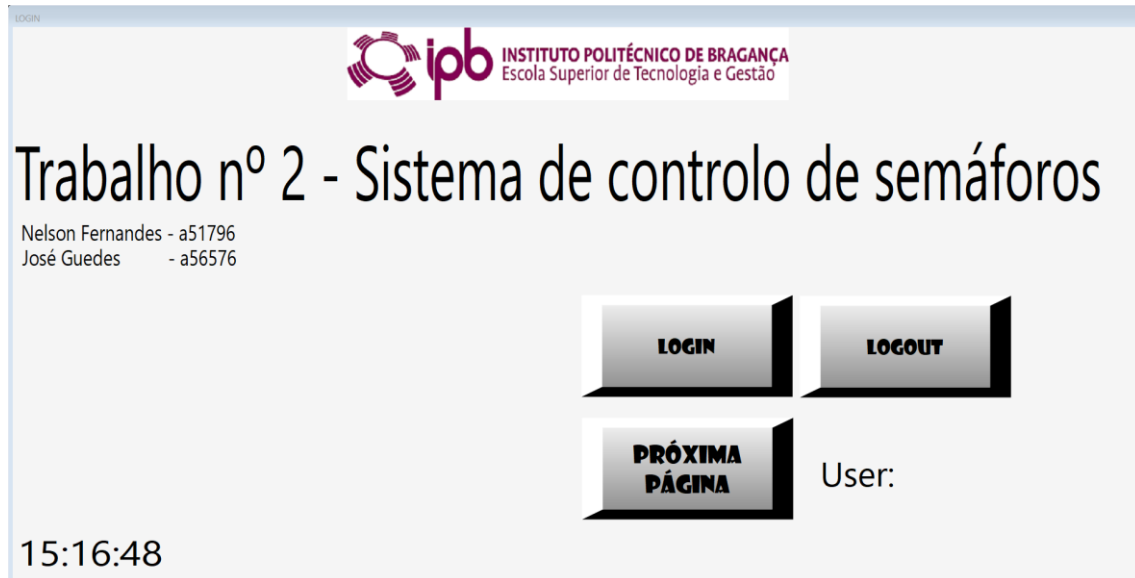 LOGIN
ipb INSTITUTO POLITÉCNICO DE BRAGANÇA
Escola Superior de Tecnologia e Gestão
Trabalho nº 2 - Sistema de controlo de semáforos
Nelson Fernandes - a51796
José Guedes - a56576
LOGIN LOGOUT
PRÓXIMA
PÁGINA
User:
15:16:48